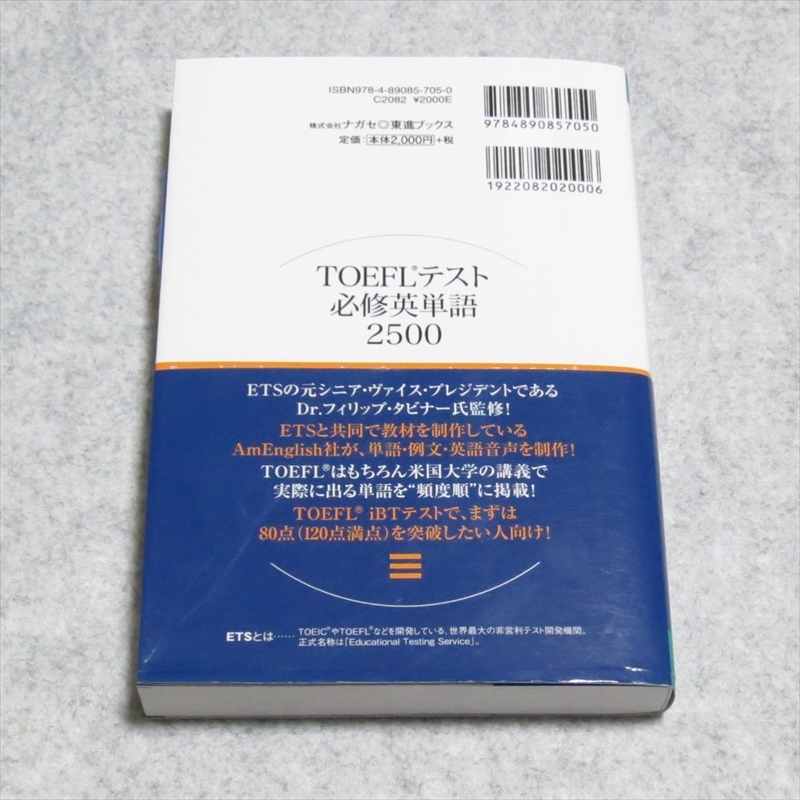 ISBN978-4-89085-705-0
C2082 ¥2000E
株式会社ナガセ◎東進ブックス
定価：本体2,000円＋税
9784890857050
1922082020006
TOEFL®テスト
必修英単語
2500
ETSの元シニア・ヴァイス・プレジデントである
Dr.フィリップ・タビナー氏監修！
ETSと共同で教材を制作している
AmEnglish社が、単語・例文・英語音声を制作！
TOEFL®はもちろん米国大学の講義で
実際に出る単語を“頻度順”に掲載！
TOEFL® iBTテストで、まずは
80点（120点満点）を突破したい人向け！
ETSとは…… TOEIC®やTOEFL®などを開発している、世界最大の非営利テスト開発機関。
正式名称は「Educational Testing Service」。